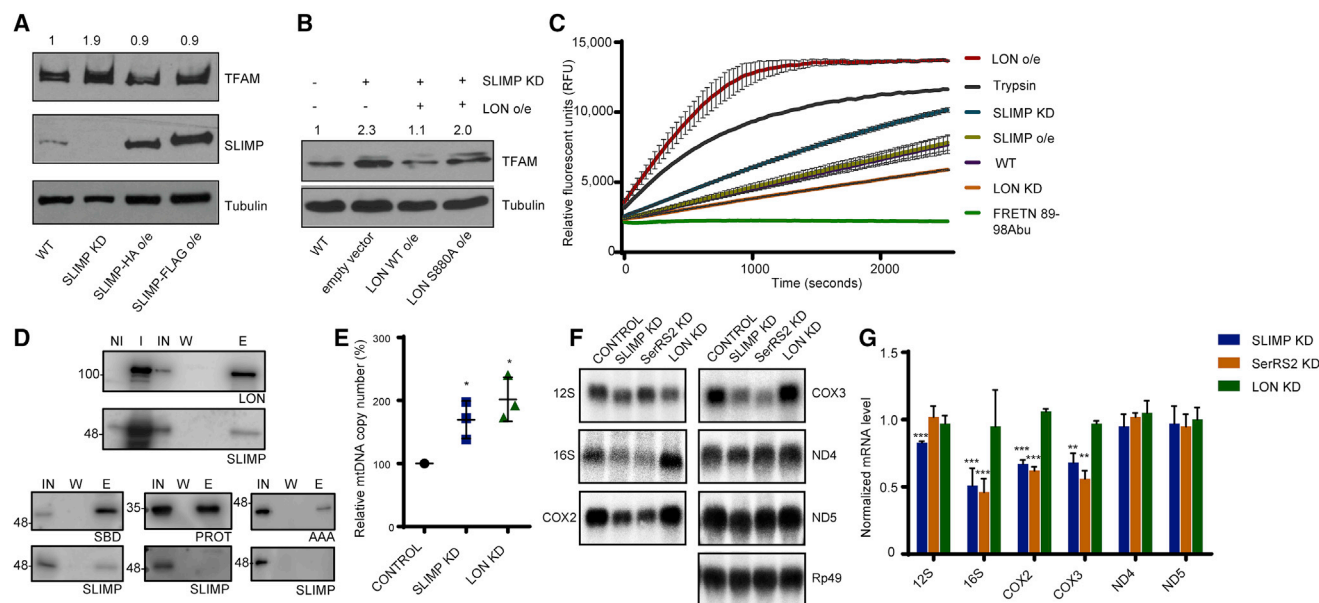 A
1 1.9 0.9 0.9
TFAM
SLIMP
Tubulin
WT
SLIMP KD
SLIMP-HA o/e
SLIMP-FLAG o/e
B
- + + + SLIMP KD
- - + + LON o/e
1 2.3 1.1 2.0
TFAM
Tubulin
WT
empty vector
LON WT o/e
LON S880A o/e
C
Relative fluorescent units (RFU)
15,000
10,000
5,000
0
0 1000 2000
Time (seconds)
LON o/e
Trypsin
SLIMP KD
SLIMP o/e
WT
LON KD
FRETN 89-
98Abu
D
NI I IN W E
100
LON
48
SLIMP
IN W E
48
SBD
48
SLIMP
IN W E
35
PROT
48
SLIMP
IN W E
48
AAA
48
SLIMP
E
Relative mtDNA copy number (%)
300
200
100
0
* *
CONTROL
SLIMP KD
LON KD
F
CONTROL
SLIMP KD
SerRS2 KD
LON KD
12S
16S
COX2
CONTROL
SLIMP KD
SerRS2 KD
LON KD
COX3
ND4
ND5
Rp49
G
Normalized mRNA level
1.5
1.0
0.5
0.0
*** *** *** *** *** ** **
12S
16S
COX2
COX3
ND4
ND5
SLIMP KD
SerRS2 KD
LON KD